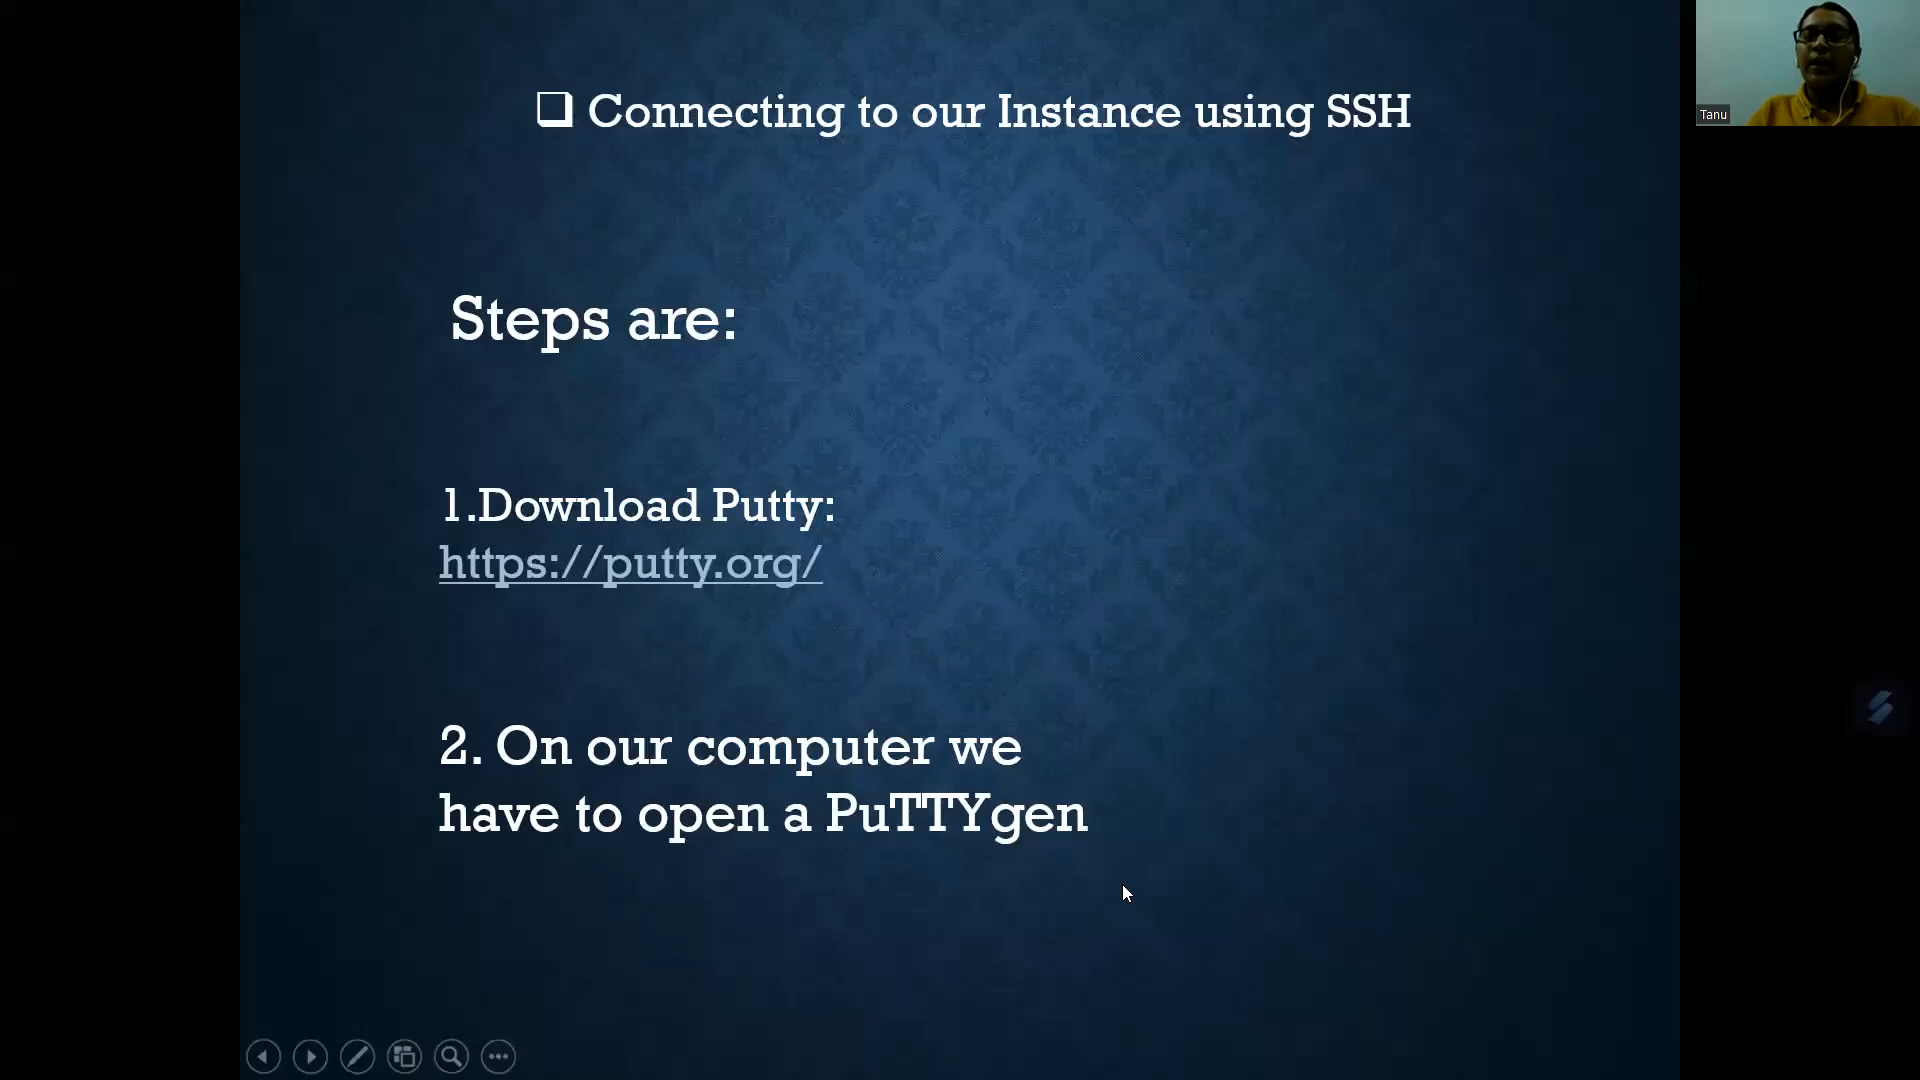 ❑ Connecting to our Instance using SSH
Tanu
Steps are:
1.Download Putty:
https://putty.org/
2. On our computer we
have to open a PuTTYgen